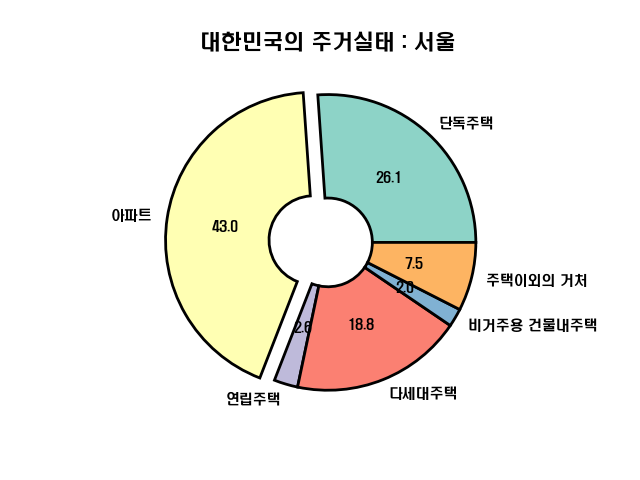 대한민국의 주거실태 : 서울
단독주택
26.1
아파트
43.0
7.5
주택이외의 거처
2.0
비거주용 건물내주택
18.8
2.6
다세대주택
연립주택